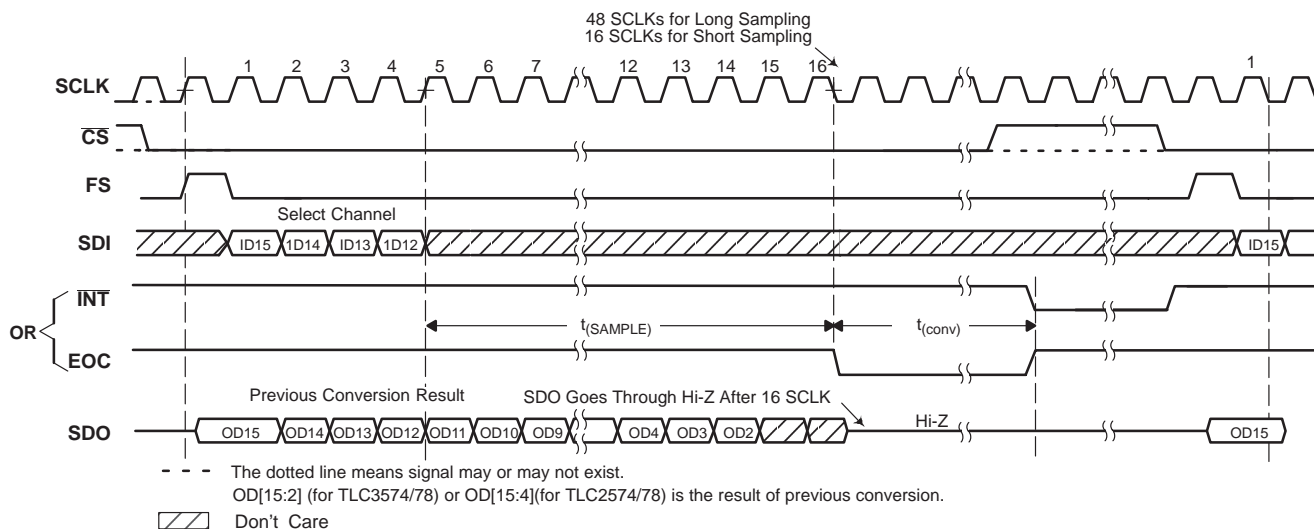 48 SCLKs for Long Sampling
16 SCLKs for Short Sampling
1 2 3 4 5 6 7 12 13 14 15 16 1
SCLK
CS
FS
Select Channel
SDI ID15 1D14 ID13 1D12 ID15
INT
OR
t(SAMPLE) t(conv)
EOC
Previous Conversion Result SDO Goes Through Hi-Z After 16 SCLK
SDO OD15 OD14 OD13 OD12 OD11 OD10 OD9 OD4 OD3 OD2 Hi-Z OD15
The dotted line means signal may or may not exist.
OD[15:2] (for TLC3574/78) or OD[15:4](for TLC2574/78) is the result of previous conversion.
Don't Care